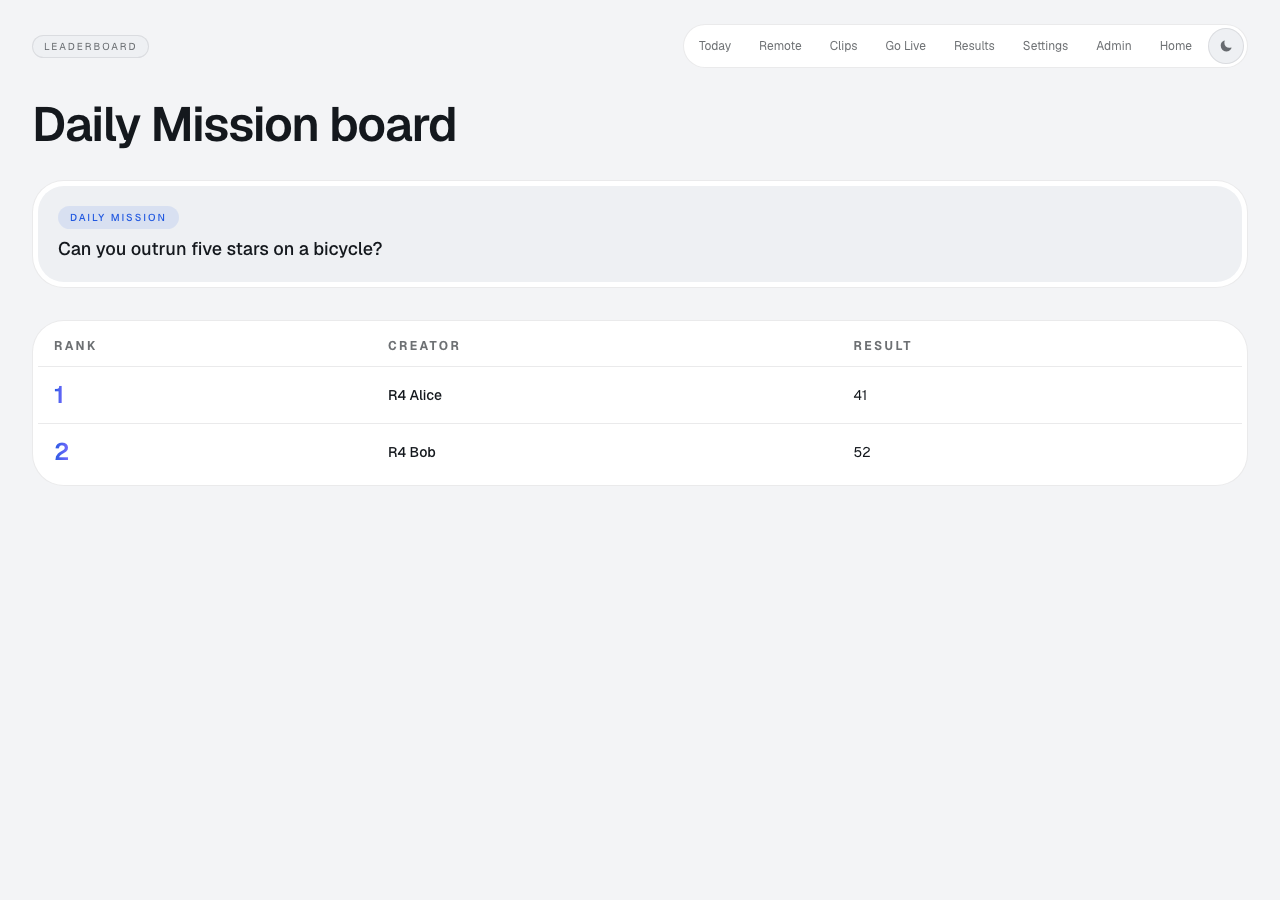 LEADERBOARD
Today Remote Clips Go Live Results Settings Admin Home
Daily Mission board
DAILY MISSION
Can you outrun five stars on a bicycle?
RANK CREATOR RESULT
1 R4 Alice 41
2 R4 Bob 52